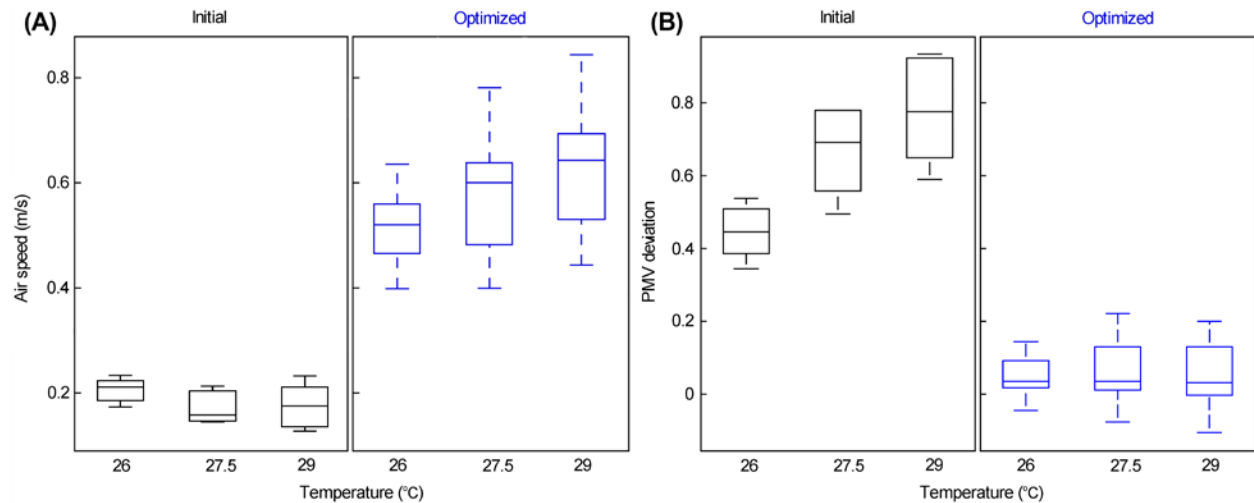 (A)
Initial
Optimized
Air speed (m/s)
0.8
0.6
0.4
0.2
26
27.5
29
26
27.5
29
Temperature (°C)
(B)
Initial
Optimized
PMV deviation
0.8
0.6
0.4
0.2
0
26
27.5
29
26
27.5
29
Temperature (°C)